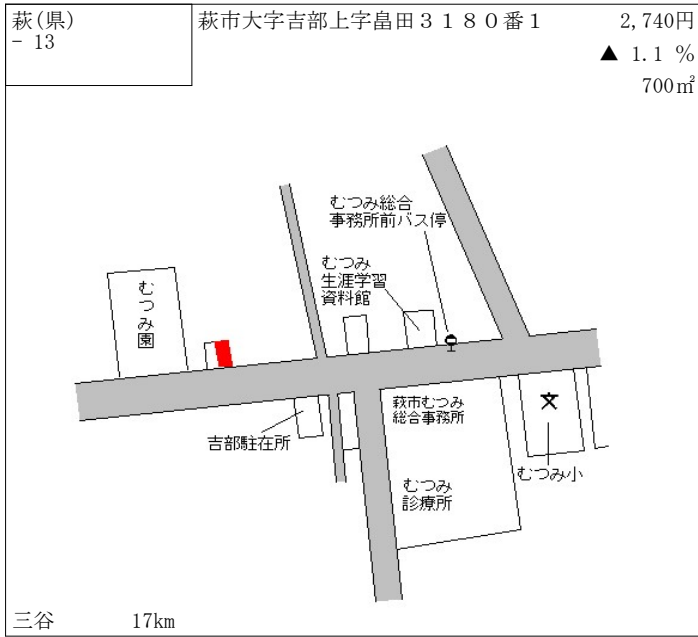 萩(県)
- 13
萩市大字吉部上字畠田３１８０番１
2,740円
▲ 1.1 %
700㎡
むつみ総合
事務所前バス停
むつみ
生涯学習
資料館
むつみ園
吉部駐在所
萩市むつみ
総合事務所
むつみ
診療所
むつみ小
三谷 17km